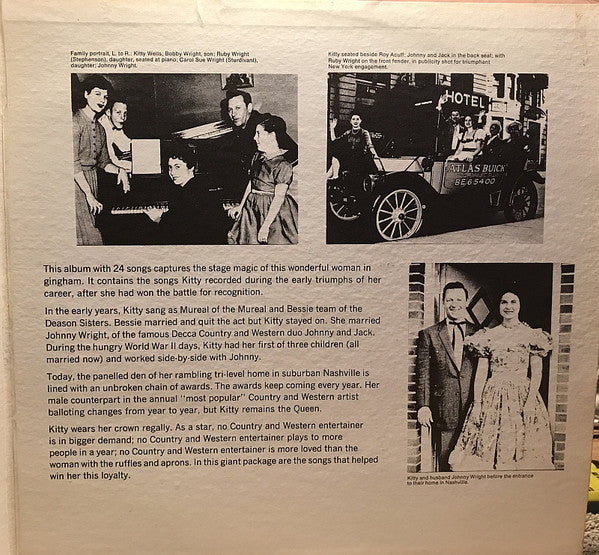 Family portrait, L. to R.: Kitty Wells; Bobby Wright, son; Ruby Wright
(Stephenson), daughter, seated at piano; Carol Sue Wright (Sturdivant),
daughter; Johnny Wright.
Kitty seated beside Roy Acuff; Johnny and Jack in the back seat; with
Ruby Wright on the front fender, in publicity shot for triumphant
New York engagement.
HOTEL
ATLAS BUICK
BE65400
This album with 24 songs captures the stage magic of this wonderful woman in
gingham. It contains the songs Kitty recorded during the early triumphs of her
career, after she had won the battle for recognition.
In the early years, Kitty sang as Mureal of the Mureal and Bessie team of the
Deason Sisters. Bessie married and quit the act but Kitty stayed on. She married
Johnny Wright, of the famous Decca Country and Western duo Johnny and Jack.
During the hungry World War II days, Kitty had her first of three children (all
married now) and worked side-by-side with Johnny.
Today, the panelled den of her rambling tri-level home in suburban Nashville is
lined with an unbroken chain of awards. The awards keep coming every year. Her
male counterpart in the annual "most popular" Country and Western artist
balloting changes from year to year, but Kitty remains the Queen.
Kitty wears her crown regally. As a star, no Country and Western entertainer
is in bigger demand; no Country and Western entertainer plays to more
people in a year; no Country and Western entertainer is more loved than the
woman with the ruffles and aprons. In this giant package are the songs that helped
win her this loyalty.
Kitty and husband Johnny Wright before the entrance
to their home in Nashville.